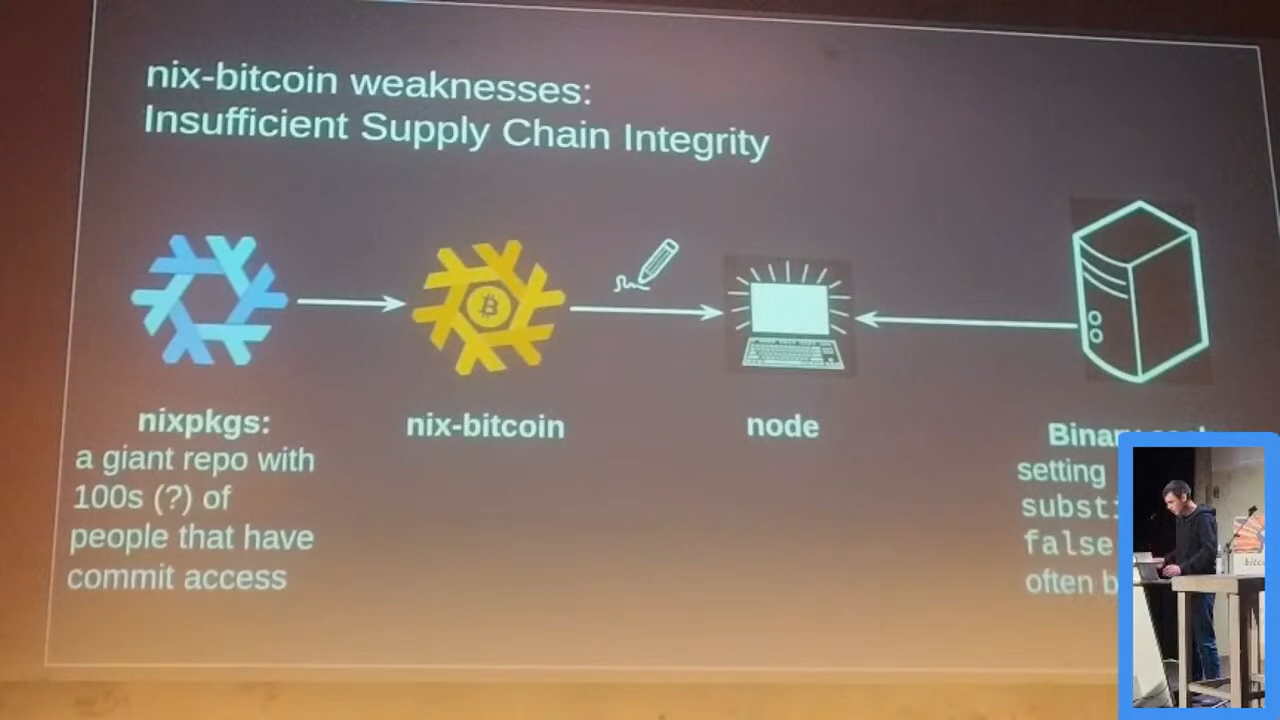 nix-bitcoin weaknesses:
Insufficient Supply Chain Integrity
nixpkgs:
a giant repo with
100s (?) of
people that have
commit access
nix-bitcoin
node
setting
false
often